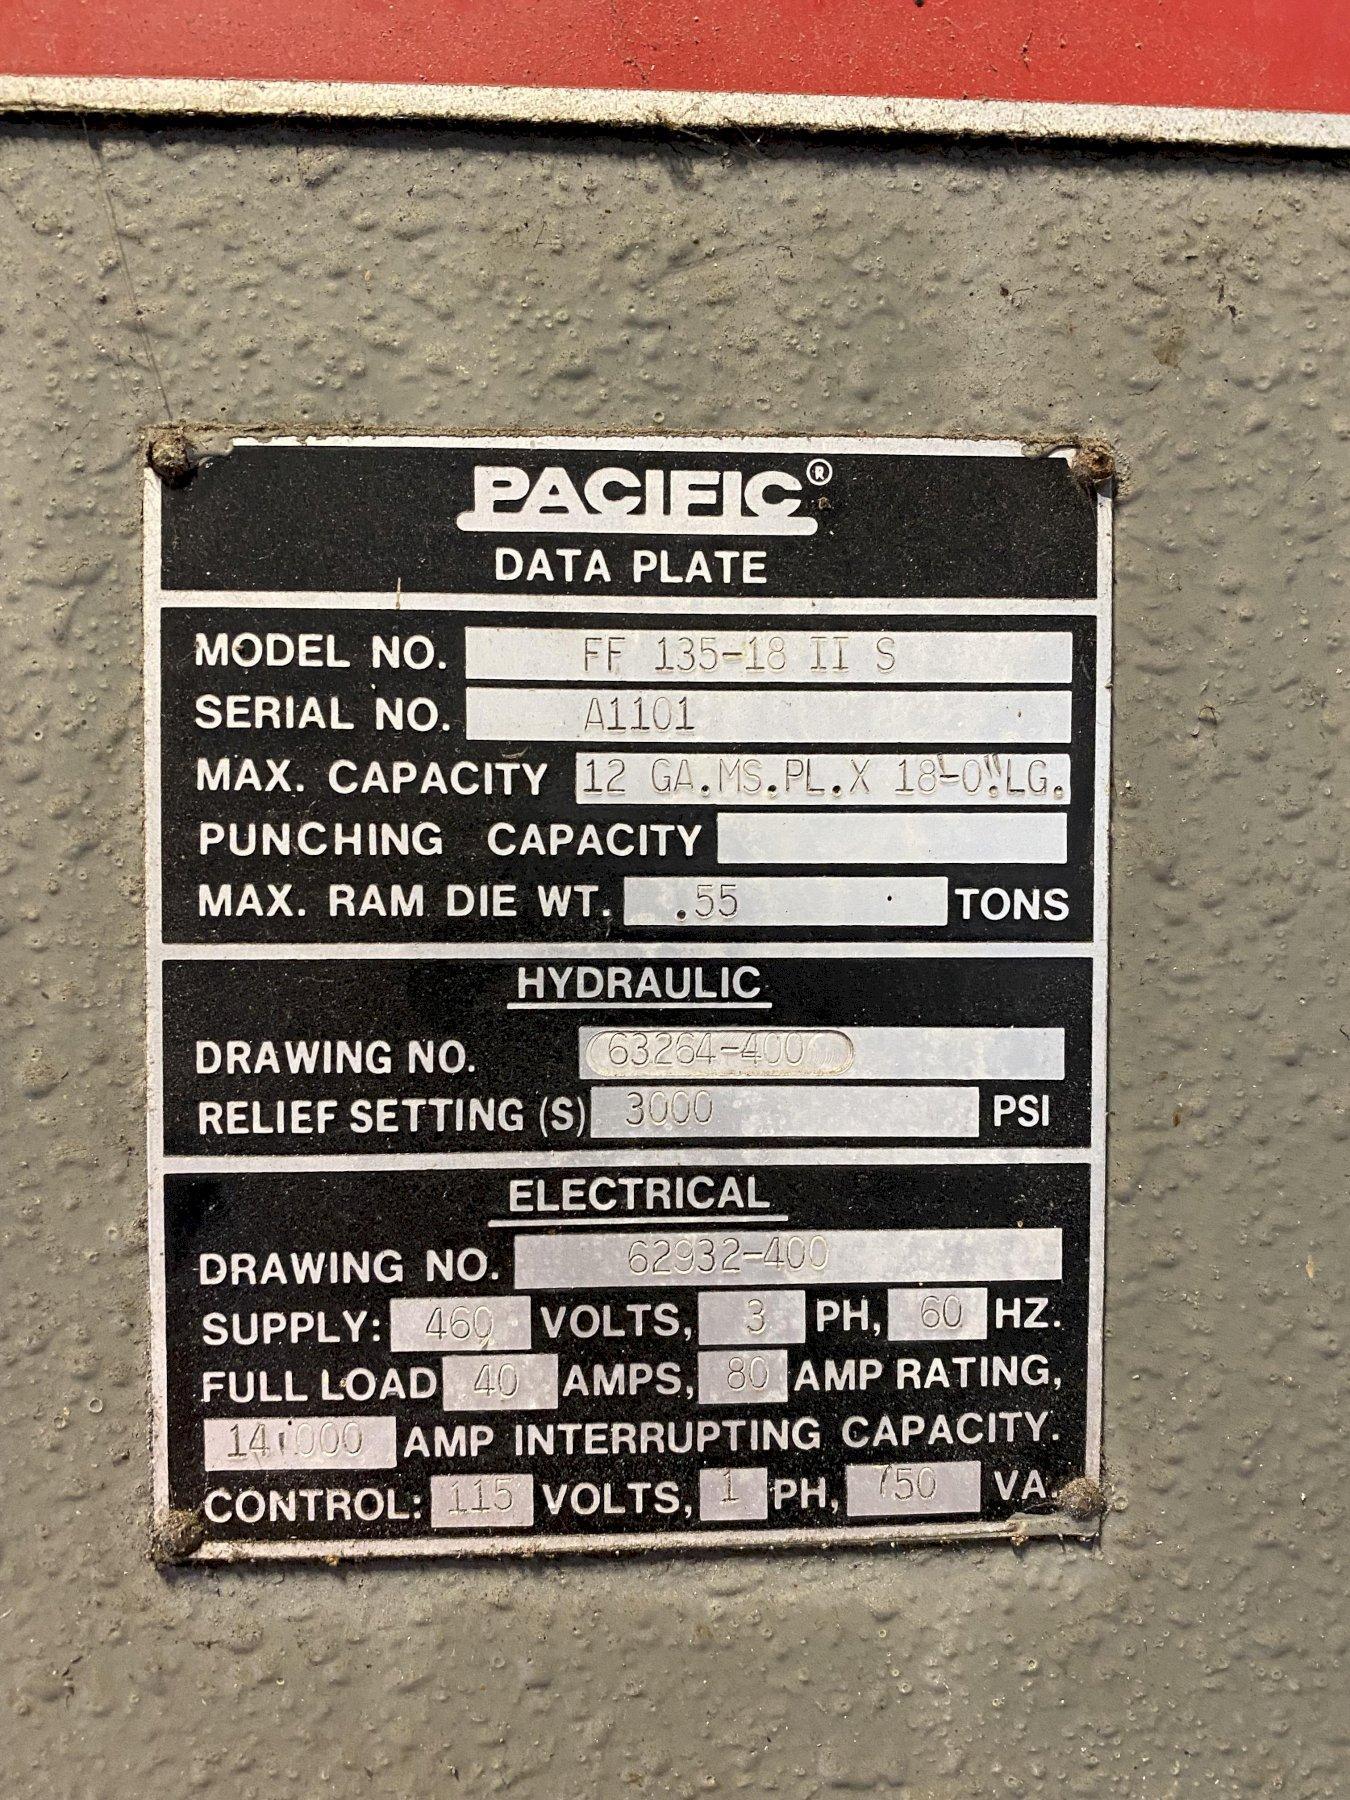 PACIFIC®
DATA PLATE
MODEL NO. FF 135-18 II S
SERIAL NO. A1101
MAX. CAPACITY 12 GA.MS.PL.X 18'-0".LG.
PUNCHING CAPACITY
MAX. RAM DIE WT. .55 TONS
HYDRAULIC
DRAWING NO. 63264-400
RELIEF SETTING (S) 3000 PSI
ELECTRICAL
DRAWING NO. 62932-400
SUPPLY: 460 VOLTS, 3 PH, 60 HZ.
FULL LOAD 40 AMPS, 80 AMP RATING,
14,000 AMP INTERRUPTING CAPACITY.
CONTROL: 115 VOLTS, 1 PH, 750 VA.